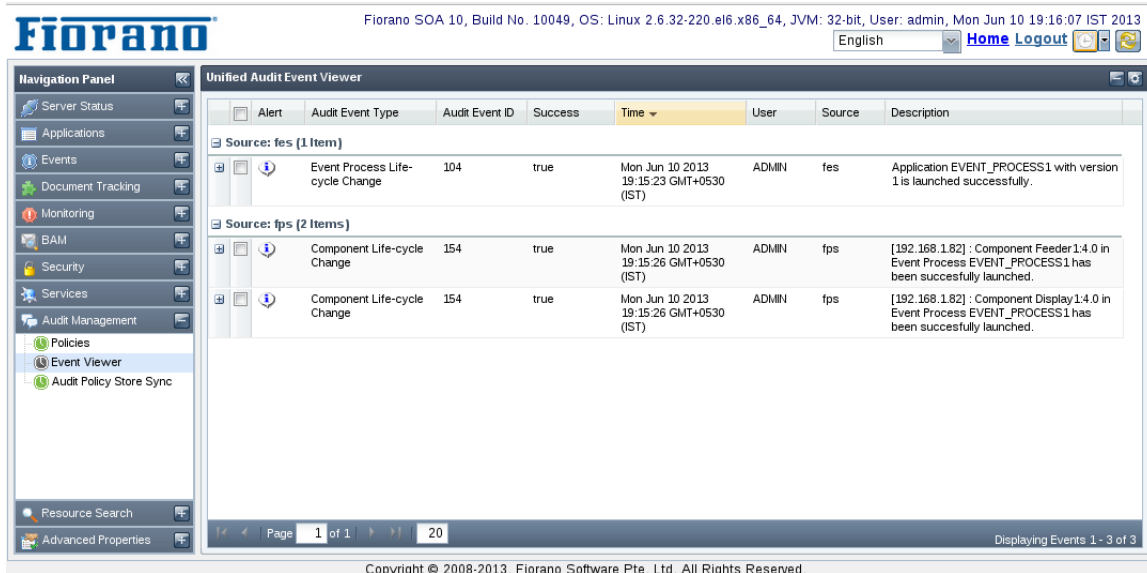 Fiorano
Fiorano SOA 10, Build No. 10049, OS: Linux 2.6.32-220.el6.x86_64, JVM: 32-bit, User: admin, Mon Jun 10 19:16:07 IST 2013
English Home Logout
Navigation Panel
Server Status
Applications
Events
Document Tracking
Monitoring
BAM
Security
Services
Audit Management
Policies
Event Viewer
Audit Policy Store Sync
Resource Search
Advanced Properties
Unified Audit Event Viewer
Alert Audit Event Type Audit Event ID Success Time User Source Description
Source: fes (1 Item)
Event Process Life- 104 true Mon Jun 10 2013 ADMIN fes Application EVENT_PROCESS1 with version
cycle Change 19:15:23 GMT+0530 1 is launched successfully.
(IST)
Source: fps (2 Items)
Component Life-cycle 154 true Mon Jun 10 2013 ADMIN fps [192.168.1.82] : Component Feeder1:4.0 in
Change 19:15:26 GMT+0530 Event Process EVENT_PROCESS1 has
(IST) been succesfully launched.
Component Life-cycle 154 true Mon Jun 10 2013 ADMIN fps [192.168.1.82] : Component Display1:4.0 in
Change 19:15:26 GMT+0530 Event Process EVENT_PROCESS1 has
(IST) been succesfully launched.
Page 1 of 1 20 Displaying Events 1 - 3 of 3
Copyright © 2008-2013, Fiorano Software Pte. Ltd. All Rights Reserved